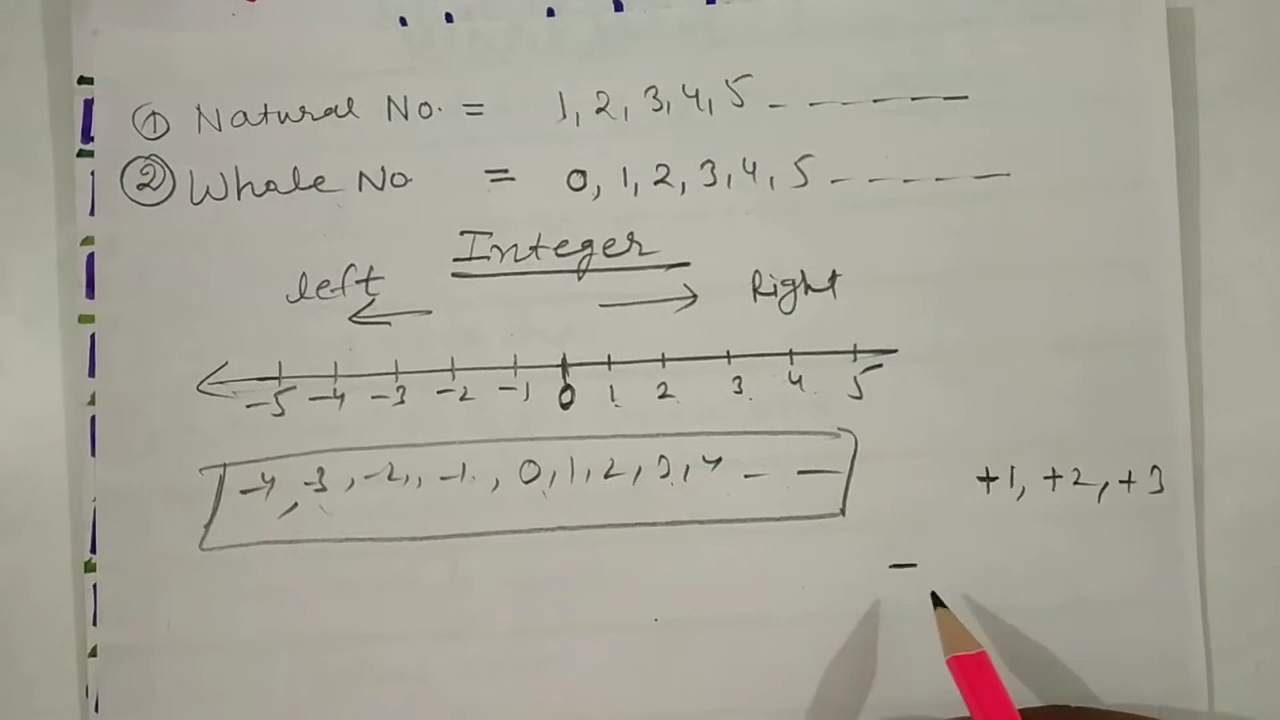 ① Natural No. = 1, 2, 3, 4, 5 - - - - - -
② Whole No = 0, 1, 2, 3, 4, 5 - - - - - -
Integer
left Right
-5 -4 -3 -2 -1 0 1 2 3 4 5
-4, -3, -2, -1, 0, 1, 2, 3, 4 - -
+1, +2, +3
-